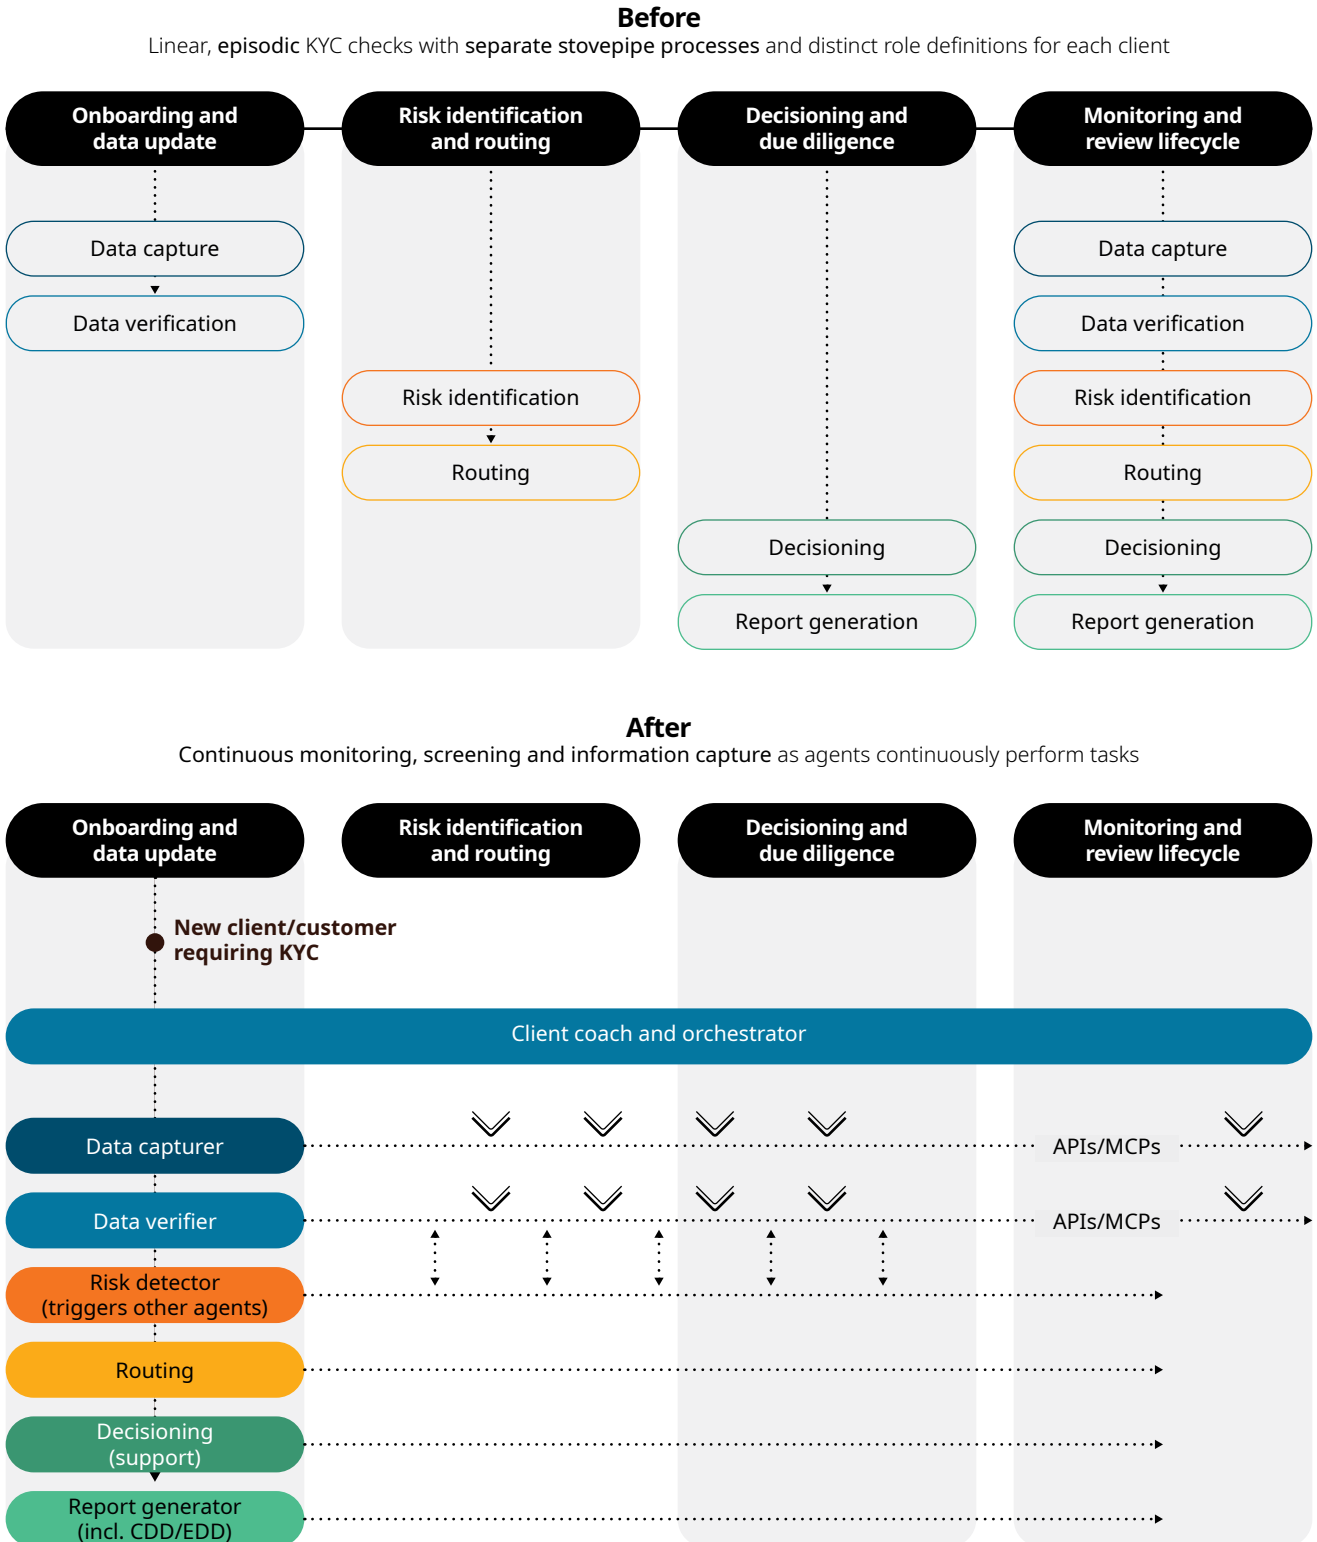 Before
Linear, episodic KYC checks with separate stovepipe processes and distinct role definitions for each client
Onboarding and
data update
Risk identification
and routing
Decisioning and
due diligence
Monitoring and
review lifecycle
Data capture
Data verification
Risk identification
Routing
Decisioning
Report generation
Data capture
Data verification
Risk identification
Routing
Decisioning
Report generation
After
Continuous monitoring, screening and information capture as agents continuously perform tasks
Onboarding and
data update
Risk identification
and routing
Decisioning and
due diligence
Monitoring and
review lifecycle
New client/customer
requiring KYC
Client coach and orchestrator
Data capturer
APIs/MCPs
Data verifier
APIs/MCPs
Risk detector
(triggers other agents)
Routing
Decisioning
(support)
Report generator
(incl. CDD/EDD)